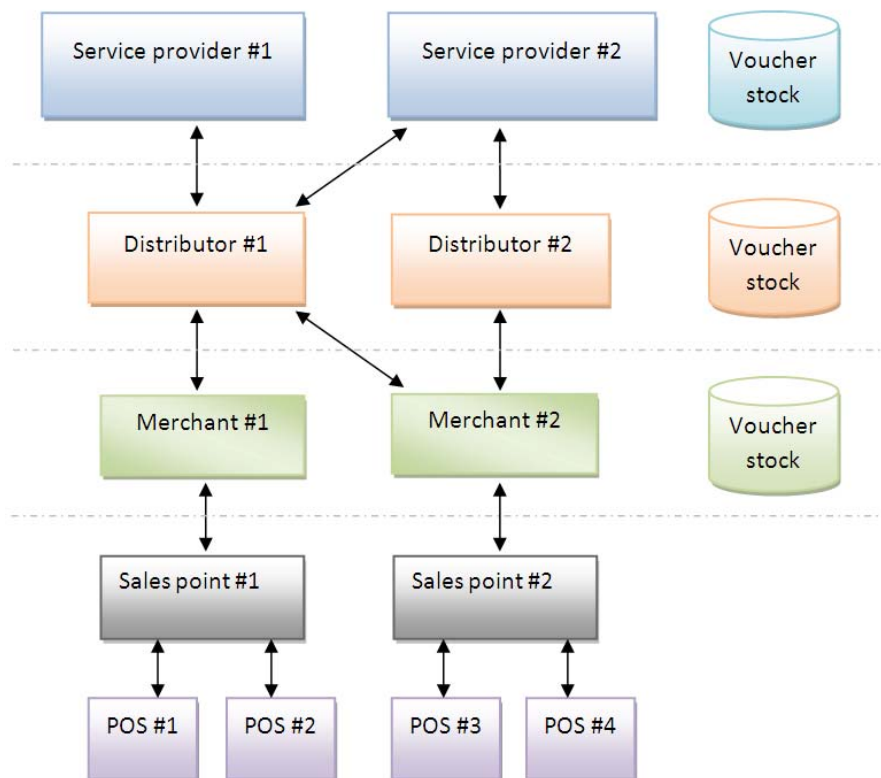 Service provider #1
Service provider #2
Voucher
stock
Distributor #1
Distributor #2
Voucher
stock
Merchant #1
Merchant #2
Voucher
stock
Sales point #1
Sales point #2
POS #1
POS #2
POS #3
POS #4